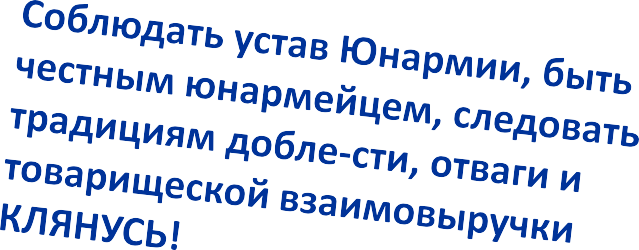 Соблюдать устав Юнармии, быть
честным юнармейцем, следовать
традициям добле-сти, отваги и
товарищеской взаимовыручки
КЛЯНУСЬ!